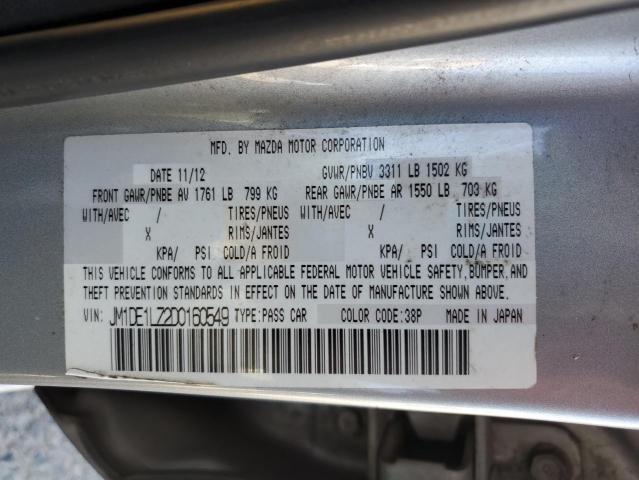 MFD. BY MAZDA MOTOR CORPORATION
DATE 11/12 GVWR/PNBV 3311 LB 1502 KG
FRONT GAWR/PNBE AV 1761 LB 799 KG REAR GAWR/PNBE AR 1550 LB 703 KG
WITH/AVEC / TIRES/PNEUS WITH/AVEC / TIRES/PNEUS
X RIMS/JANTES X RIMS/JANTES
KPA/ PSI COLD/A FROID KPA/ PSI COLD/A FROID
THIS VEHICLE CONFORMS TO ALL APPLICABLE FEDERAL MOTOR VEHICLE SAFETY, BUMPER, AND
THEFT PREVENTION STANDARDS IN EFFECT ON THE DATE OF MANUFACTURE SHOWN ABOVE.
VIN: JM1DE1LZ2D0160549 TYPE:PASS CAR COLOR CODE:38P MADE IN JAPAN